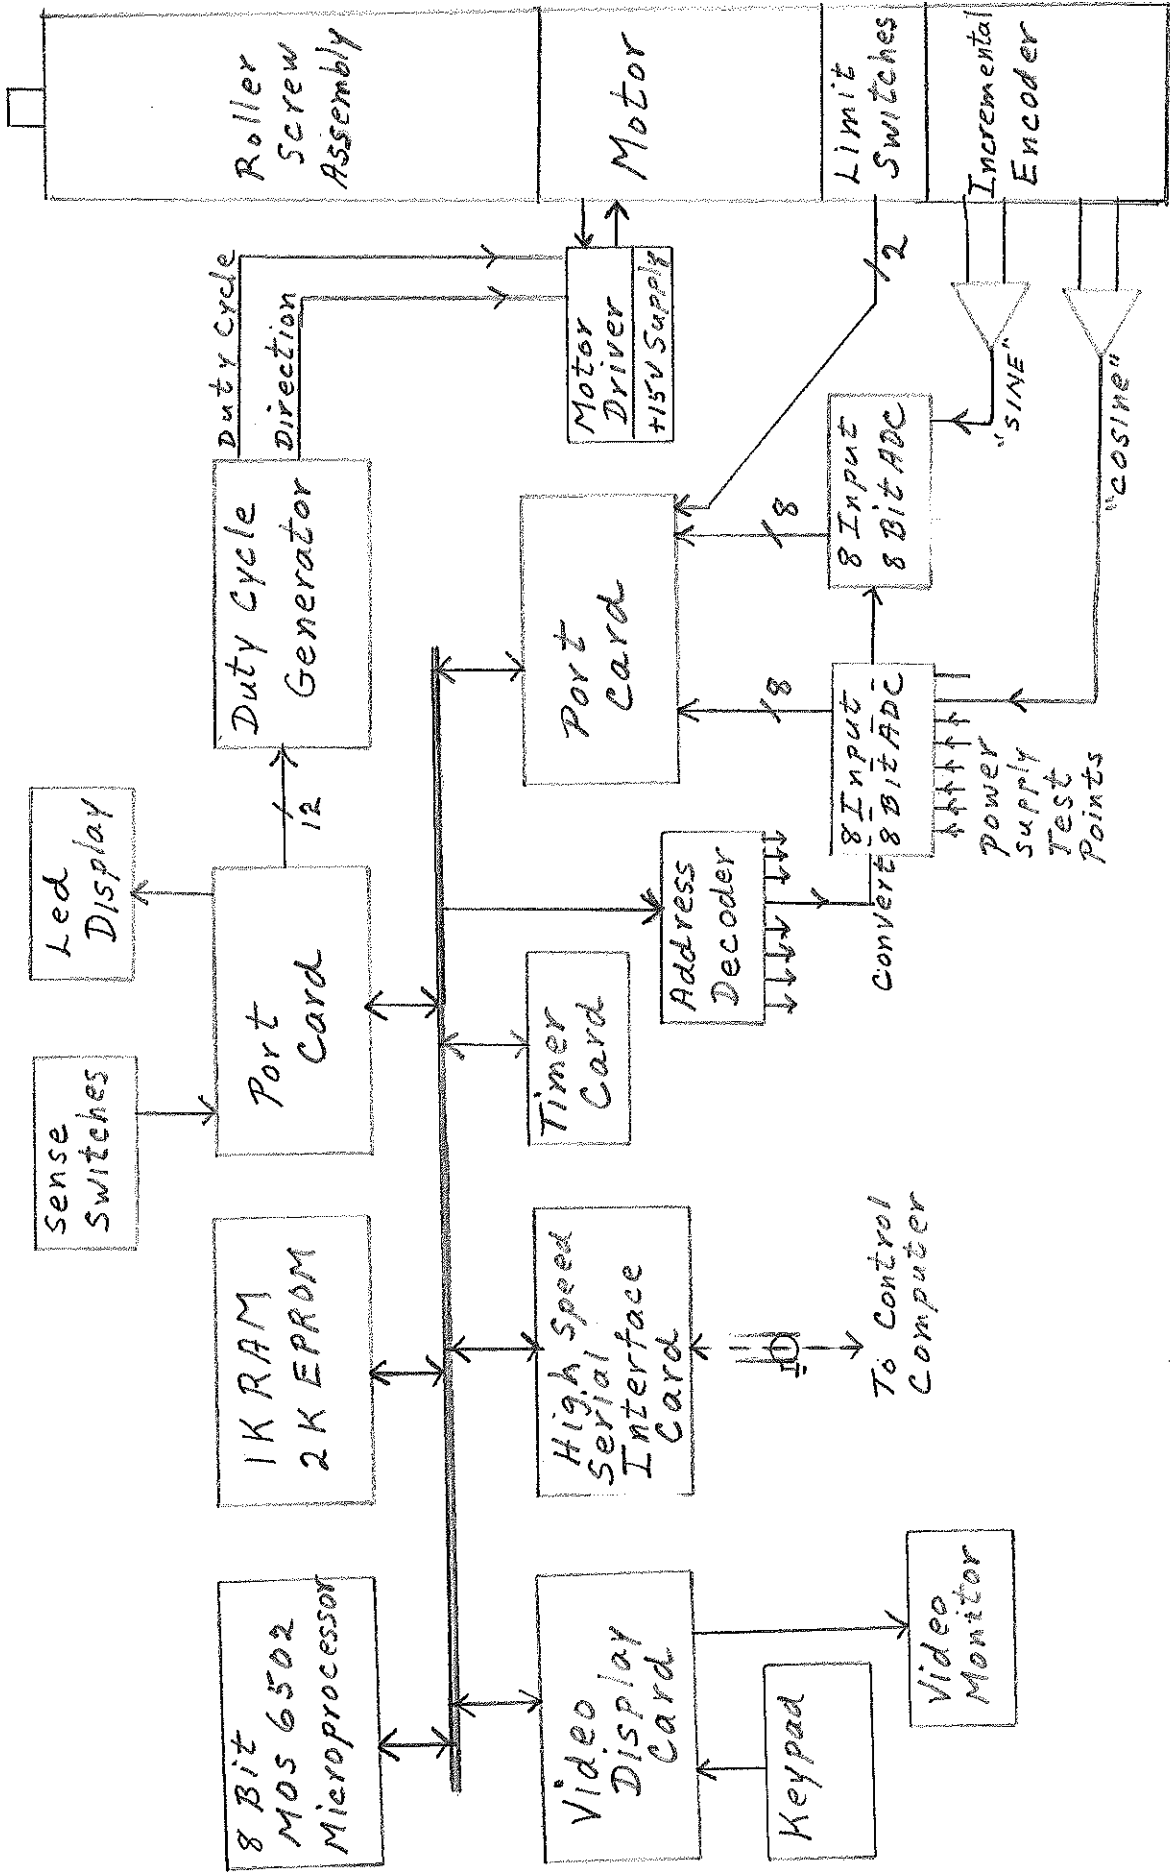 Sense
Switches
Led
Display
8 Bit
MOS 6502
Microprocessor
1K RAM
2K EPROM
Port
Card
12
Duty Cycle
Generator
Duty Cycle
Direction
Roller
Screw
Assembly
Motor
Driver
+15V Supply
Motor
Limit
Switches
2
Incremental
Encoder
Video
Display
Card
High Speed
Serial
Interface
Card
Timer
Card
Address
Decoder
Port
Card
8
8
8 Input
8 Bit ADC
8 Input
8 Bit ADC
Convert
Keypad
Video
Monitor
To Control
Computer
Power
Supply
Test
Points
"SINE"
"COSINE"